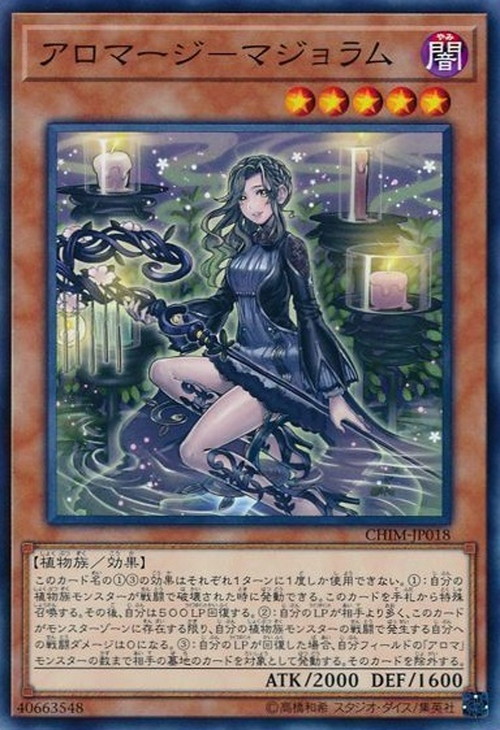 アロマージ－マジョラム
闇
やみ
CHIM-JP018
【植物族／効果】
このカード名の①③の効果はそれぞれ1ターンに1度しか使用できない。①：自分の
植物族モンスターが戦闘で破壊された時に発動できる。このカードを手札から特殊
召喚する。その後、自分は500LP回復する。②：自分のLPが相手より多く、このカード
がモンスターゾーンに存在する限り、自分の植物族モンスターの戦闘で発生する自分へ
の戦闘ダメージは0になる。③：自分のLPが回復した場合、自分フィールドの「アロマ」
モンスターの数まで相手の墓地のカードを対象として発動する。そのカードを除外する。
ATK/2000 DEF/1600
40663548
©高橋和希 スタジオ・ダイス/集英社